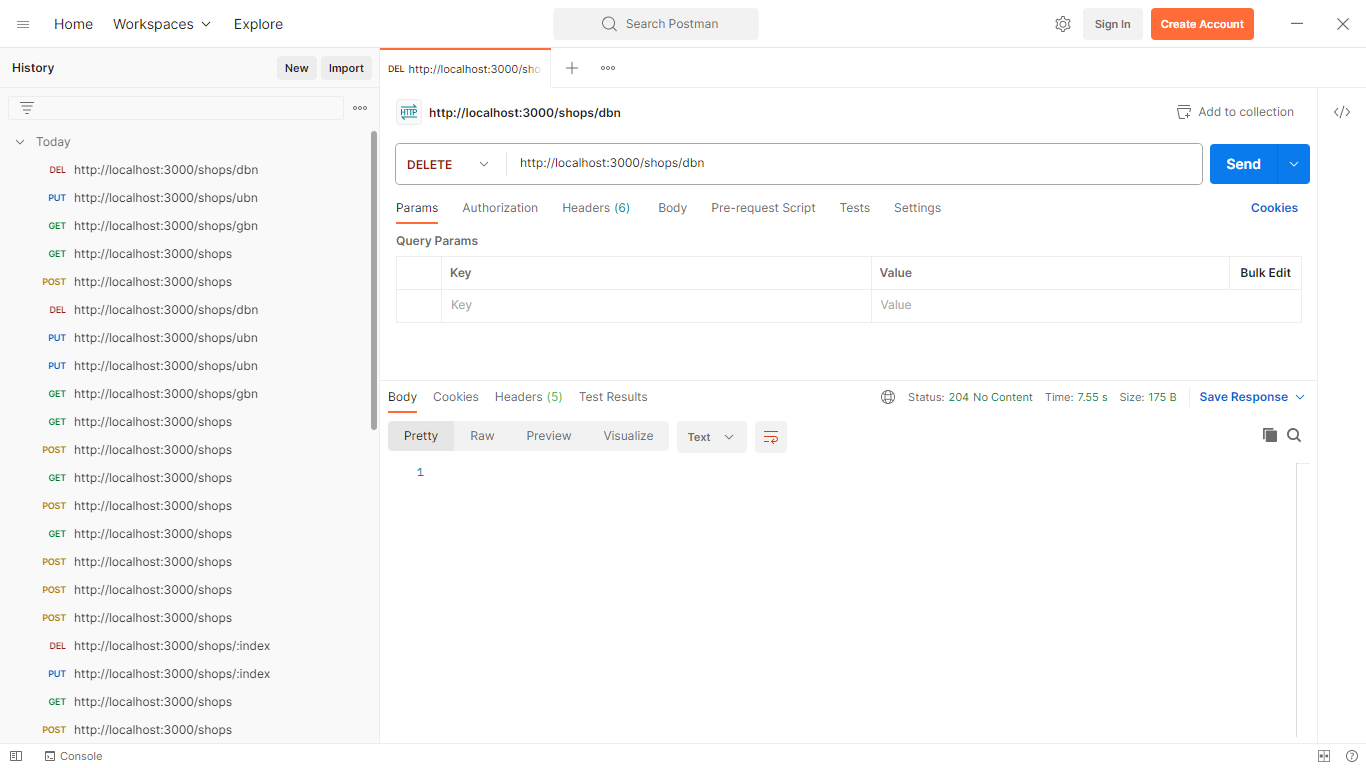 Home Workspaces Explore Search Postman Sign In Create Account
History New Import
DEL http://localhost:3000/sho
http://localhost:3000/shops/dbn Add to collection
Today
DEL http://localhost:3000/shops/dbn
PUT http://localhost:3000/shops/ubn
GET http://localhost:3000/shops/gbn
GET http://localhost:3000/shops
POST http://localhost:3000/shops
DEL http://localhost:3000/shops/dbn
PUT http://localhost:3000/shops/ubn
PUT http://localhost:3000/shops/ubn
GET http://localhost:3000/shops/gbn
GET http://localhost:3000/shops
POST http://localhost:3000/shops
GET http://localhost:3000/shops
POST http://localhost:3000/shops
GET http://localhost:3000/shops
POST http://localhost:3000/shops
POST http://localhost:3000/shops
POST http://localhost:3000/shops
DEL http://localhost:3000/shops/:index
PUT http://localhost:3000/shops/:index
GET http://localhost:3000/shops
POST http://localhost:3000/shops
HTTP
DELETE http://localhost:3000/shops/dbn Send
Params Authorization Headers (6) Body Pre-request Script Tests Settings Cookies
Query Params
Key Value Bulk Edit
Key Value
Body Cookies Headers (5) Test Results Status: 204 No Content Time: 7.55 s Size: 175 B Save Response
Pretty Raw Preview Visualize Text
1
Console